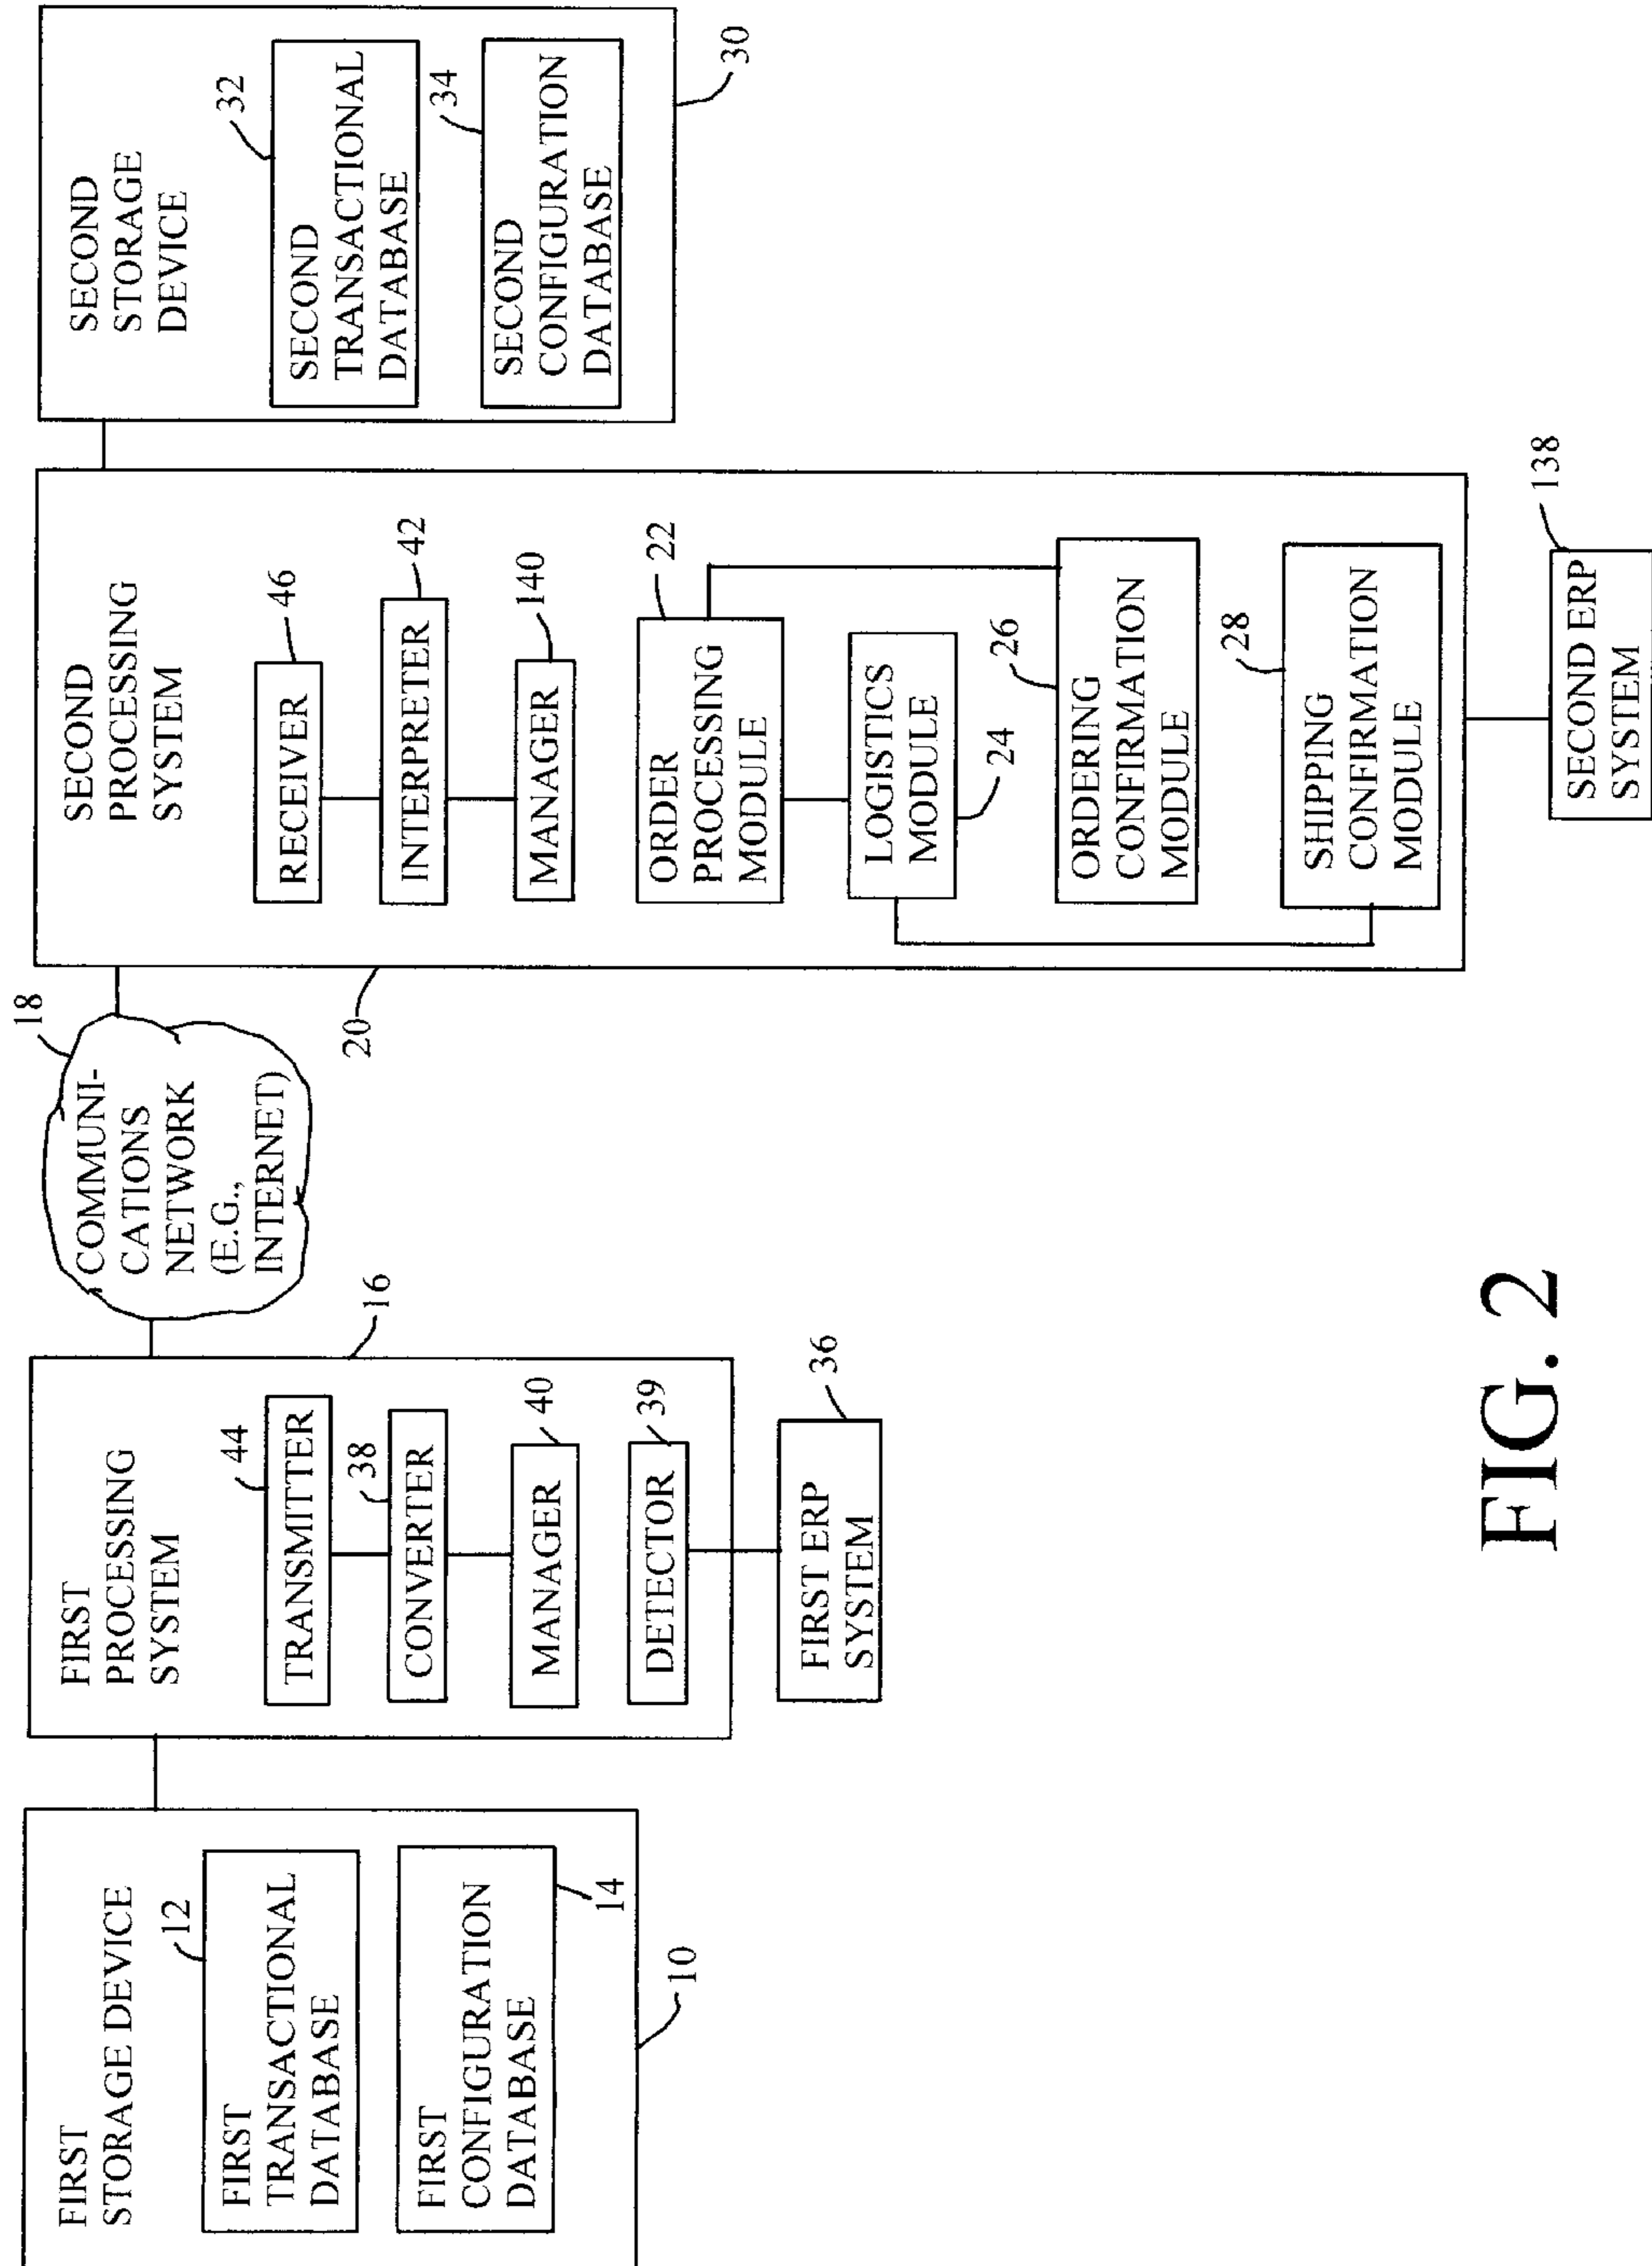 FIRST
STORAGE DEVICE
12
FIRST
TRANSACTIONAL
DATABASE
FIRST
CONFIGURATION
DATABASE
14
10
FIRST
PROCESSING
SYSTEM
44
TRANSMITTER
38
CONVERTER
MANAGER
40
DETECTOR
39
16
FIRST ERP
SYSTEM
36
18
COMMUNI-
CATIONS
NETWORK
(E.G.,
INTERNET)
20
SECOND
PROCESSING
SYSTEM
RECEIVER
46
INTERPRETER
42
MANAGER
140
ORDER
PROCESSING
MODULE
22
LOGISTICS
MODULE
24
26
ORDERING
CONFIRMATION
MODULE
28
SHIPPING
CONFIRMATION
MODULE
SECOND ERP
SYSTEM
138
SECOND
STORAGE
DEVICE
32
SECOND
TRANSACTIONAL
DATABASE
34
SECOND
CONFIGURATION
DATABASE
30
FIG. 2